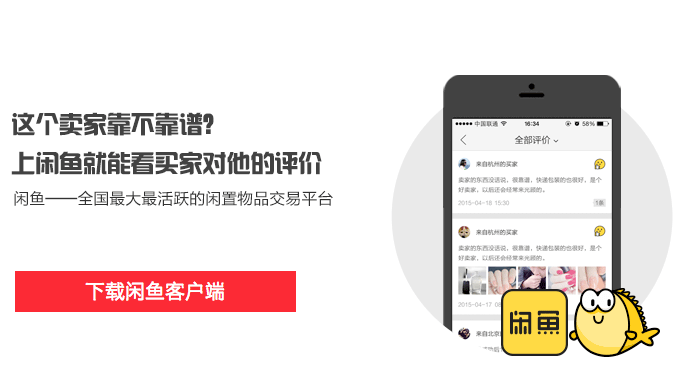 这个卖家靠不靠谱?
上闲鱼就能看买家对他的评价
闲鱼——全国最大最活跃的闲置物品交易平台
下载闲鱼客户端
中国联通 16:34 58%
全部评价
来自杭州的买家
卖家的东西没话说，很靠谱，快递包装的也很好，是个
好卖家，以后还会经常来光顾的。
2015-04-18 15:30
来自杭州的买家
卖家的东西没话说，很靠谱，快递包装的也很好，是个
好卖家，以后还会经常来光顾的。
2015-04-17
来自北京
闲鱼